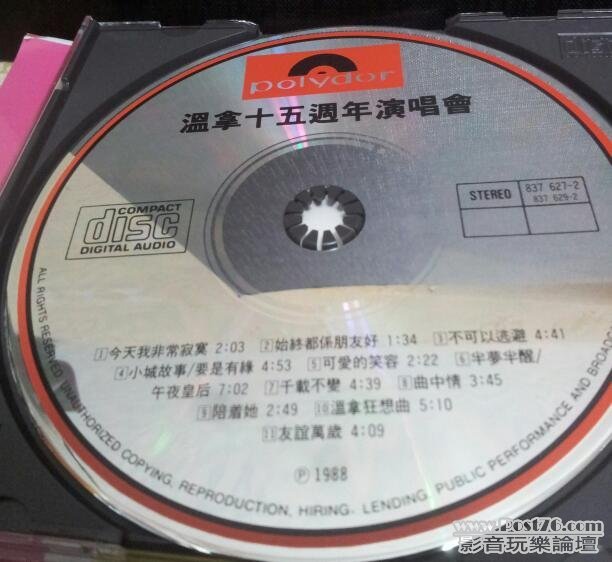 polydor
溫拿十五週年演唱會
COMPACT
disc
DIGITAL AUDIO
STEREO
837 627-2
837 629-2
1今天我非常寂寞 2:03 2始終都係朋友好 1:34 3不可以逃避 4:41
4小城故事/要是有緣 4:53 5可愛的笑容 2:22 6半夢半醒/
午夜皇后 7:02 7千載不變 4:39 8曲中情 3:45
9陪着她 2:49 10溫拿狂想曲 5:10
11友誼萬歲 4:09
Ⓟ 1988
ALL RIGHTS RESERVED. UNAUTHORIZED COPYING, REPRODUCTION, HIRING, LENDING, PUBLIC PERFORMANCE AND BROADC
www.Post76.com
影音玩樂論壇